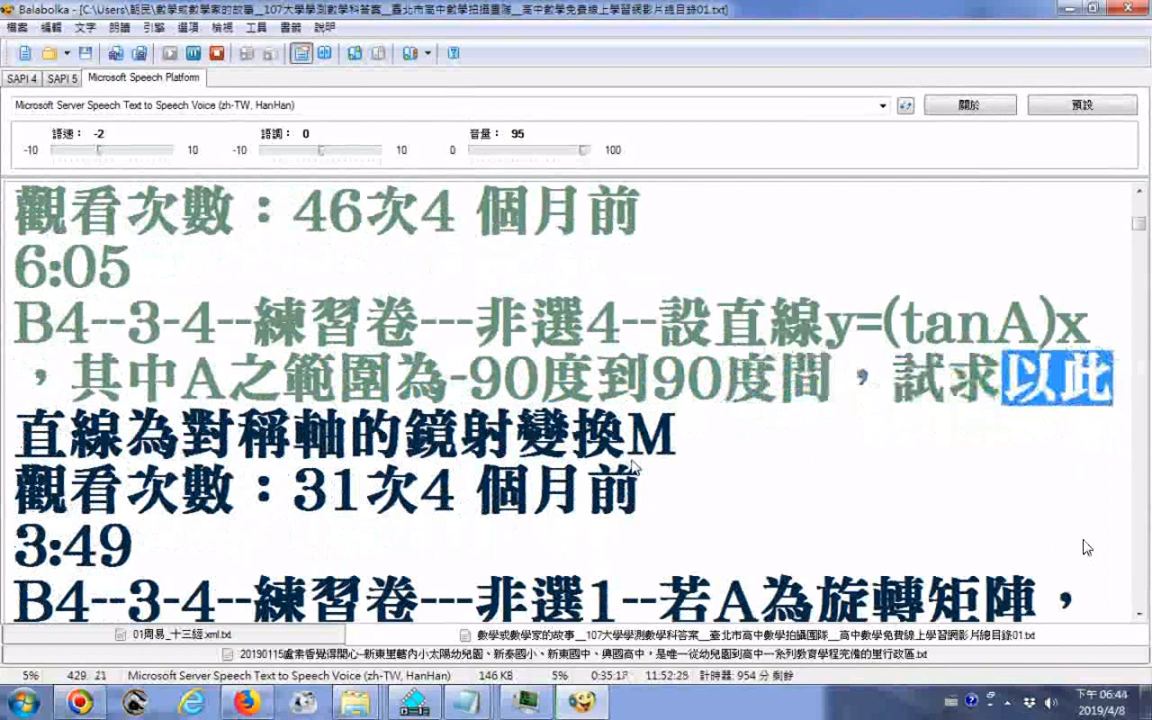 Balabolka - [C:\Users\韜民\數學或數學家的故事__107大學學測數學科答案__臺北市高中數學拍攝團隊__高中數學免費線上學習網影片總目錄01.txt]
檔案 編輯 文字 朗讀 引擎 選項 檢視 工具 書籤 說明
SAPI 4 SAPI 5 Microsoft Speech Platform
Microsoft Server Speech Text to Speech Voice (zh-TW, HanHan) 關於 預設
語速： -2 語調： 0 音量： 95
-10 10 -10 10 0 100
觀看次數：46次4 個月前
6:05
B4--3-4--練習卷---非選4--設直線y=(tanA)x
，其中A之範圍為-90度到90度間，試求以此
直線為對稱軸的鏡射變換M
觀看次數：31次4 個月前
3:49
B4--3-4--練習卷---非選1--若A為旋轉矩陣，
01周易_十三經.xml.txt 數學或數學家的故事__107大學學測數學科答案__臺北市高中數學拍攝團隊__高中數學免費線上學習網影片總目錄01.txt
20190115盧素香覺得開心--新東里轄內小太陽幼兒園、新泰國小、新東國中、興國高中，是唯一從幼兒園到高中一系列教育學程完備的里行政區.txt
5% 429: 21 Microsoft Server Speech Text to Speech Voice (zh-TW, HanHan) 146 KB 5% 11:52:28 計時器: 954 分 剩餘
下午 06:44
2019/4/8